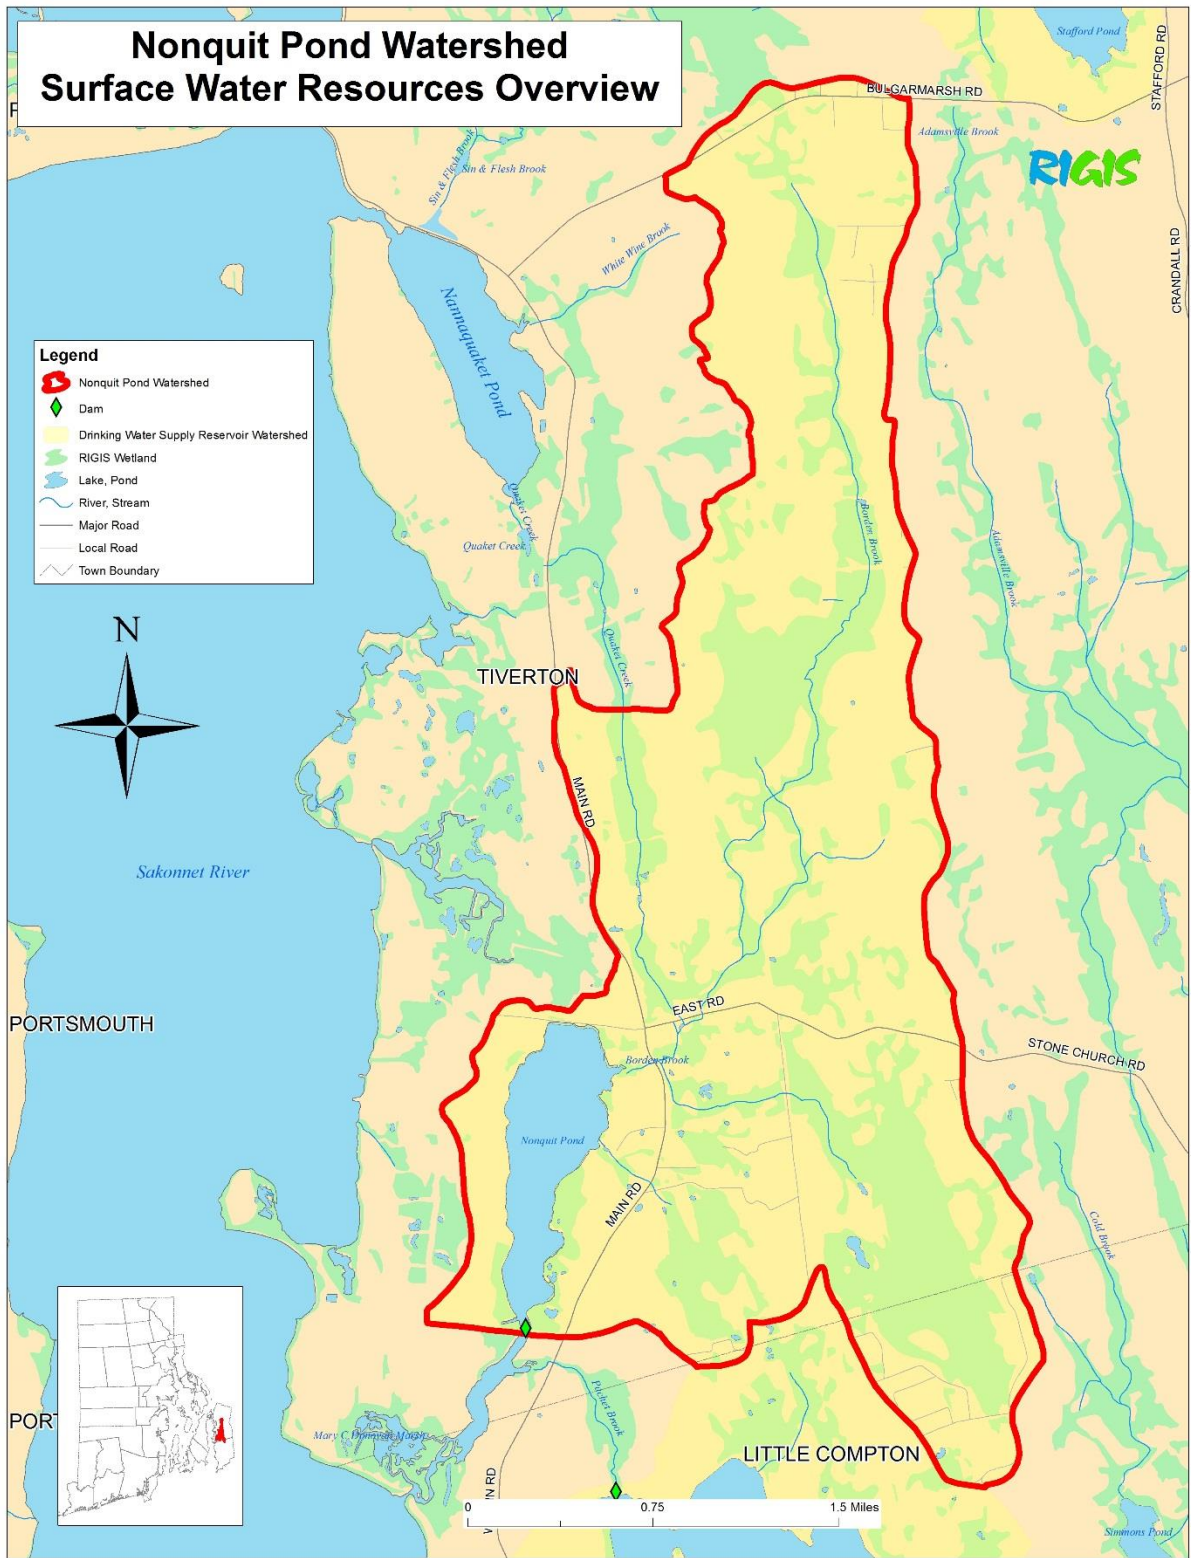 Nonquit Pond Watershed
Surface Water Resources Overview
Stafford Pond
STAFFORD RD
BULGARMARSH RD
Adamsville Brook
RIGIS
Sin & Flesh Brook
Sin & Flesh Brook
White Wine Brook
CRANDALL RD
Nannaquaket Pond
Legend
Nonquit Pond Watershed
Dam
Drinking Water Supply Reservoir Watershed
RIGIS Wetland
Lake, Pond
River, Stream
Major Road
Local Road
Town Boundary
Quaket Creek
Quaket Creek
Borden Brook
Adamsville Brook
N
Quaket Creek
TIVERTON
MAIN RD
Sakonnet River
PORTSMOUTH
EAST RD
STONE CHURCH RD
Borden Brook
Nonquit Pond
MAIN RD
Cold Brook
Pachet Brook
PORT
Mary C Donovan Marsh
LITTLE COMPTON
N RD
0 0.75 1.5 Miles
Simmons Pond